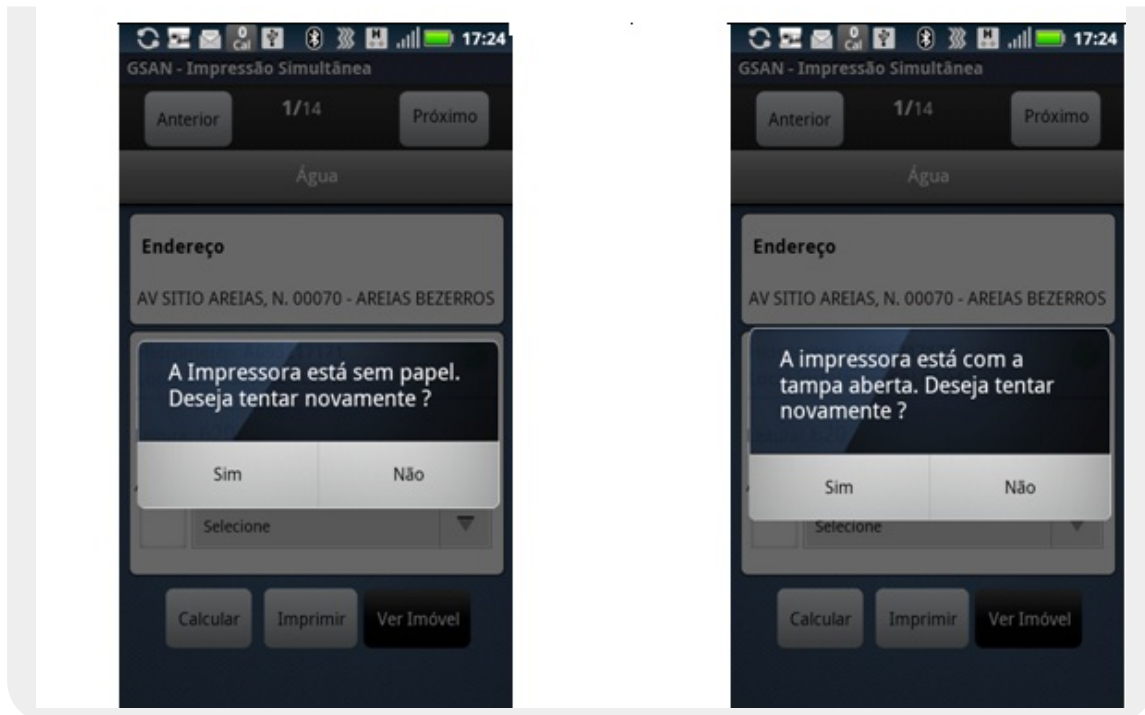 17:24
GSAN - Impressão Simultânea
Anterior
1/14
Próximo
Água
Endereço
AV SITIO AREIAS, N. 00070 - AREIAS BEZERROS
A Impressora está sem papel.
Deseja tentar novamente ?
Sim
Não
Selecione
Calcular
Imprimir
Ver Imóvel
17:24
GSAN - Impressão Simultânea
Anterior
1/14
Próximo
Água
Endereço
AV SITIO AREIAS, N. 00070 - AREIAS BEZERROS
A impressora está com a
tampa aberta. Deseja tentar
novamente ?
Sim
Não
Selecione
Calcular
Imprimir
Ver Imóvel